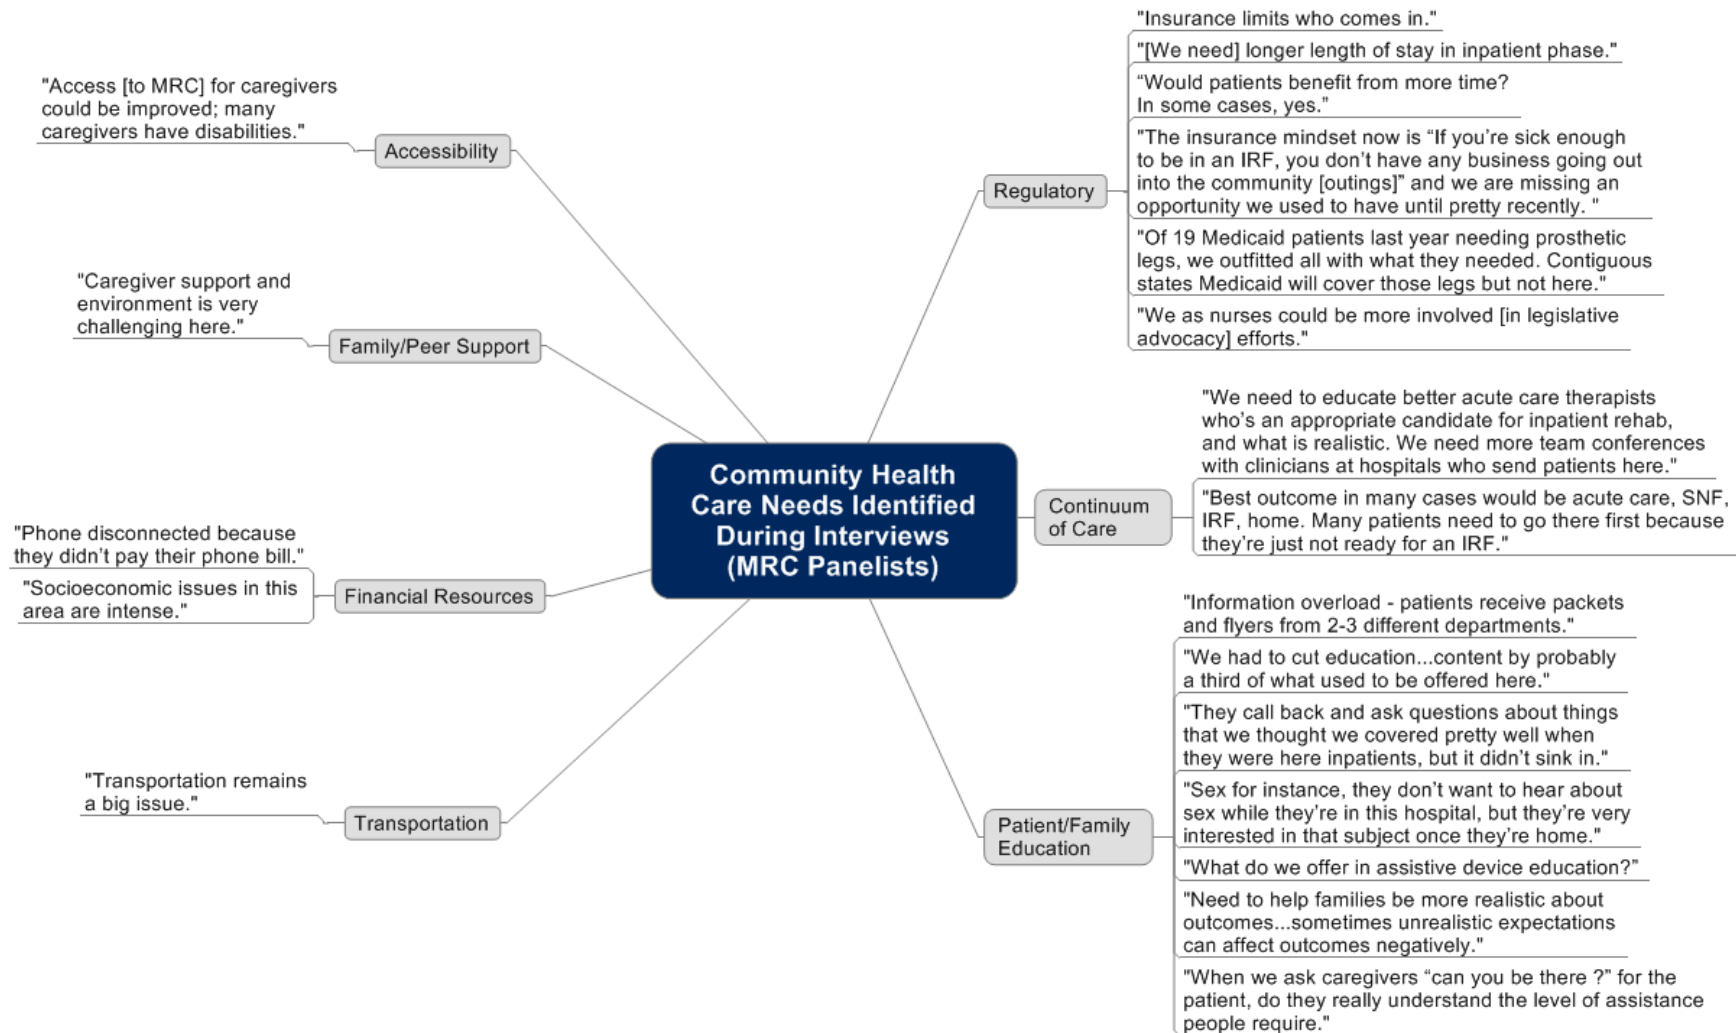 "Access [to MRC] for caregivers
could be improved; many
caregivers have disabilities."
Accessibility
"Caregiver support and
environment is very
challenging here."
Family/Peer Support
"Phone disconnected because
they didn’t pay their phone bill."
"Socioeconomic issues in this
area are intense."
Financial Resources
"Transportation remains
a big issue."
Transportation
Community Health
Care Needs Identified
During Interviews
(MRC Panelists)
Regulatory
"Insurance limits who comes in."
"[We need] longer length of stay in inpatient phase."
“Would patients benefit from more time?
In some cases, yes.”
"The insurance mindset now is “If you’re sick enough
to be in an IRF, you don’t have any business going out
into the community [outings]” and we are missing an
opportunity we used to have until pretty recently. "
"Of 19 Medicaid patients last year needing prosthetic
legs, we outfitted all with what they needed. Contiguous
states Medicaid will cover those legs but not here."
"We as nurses could be more involved [in legislative
advocacy] efforts."
Continuum
of Care
"We need to educate better acute care therapists
who’s an appropriate candidate for inpatient rehab,
and what is realistic. We need more team conferences
with clinicians at hospitals who send patients here."
"Best outcome in many cases would be acute care, SNF,
IRF, home. Many patients need to go there first because
they’re just not ready for an IRF."
Patient/Family
Education
"Information overload - patients receive packets
and flyers from 2-3 different departments."
"We had to cut education...content by probably
a third of what used to be offered here."
"They call back and ask questions about things
that we thought we covered pretty well when
they were here inpatients, but it didn’t sink in."
"Sex for instance, they don’t want to hear about
sex while they’re in this hospital, but they’re very
interested in that subject once they’re home."
"What do we offer in assistive device education?”
"Need to help families be more realistic about
outcomes...sometimes unrealistic expectations
can affect outcomes negatively."
"When we ask caregivers “can you be there ?” for the
patient, do they really understand the level of assistance
people require."